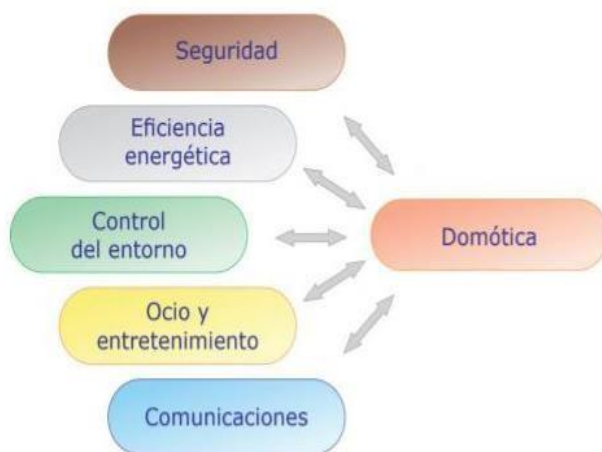 Seguridad
Eficiencia
energética
Control
del entorno
Domótica
Ocio y
entretenimiento
Comunicaciones